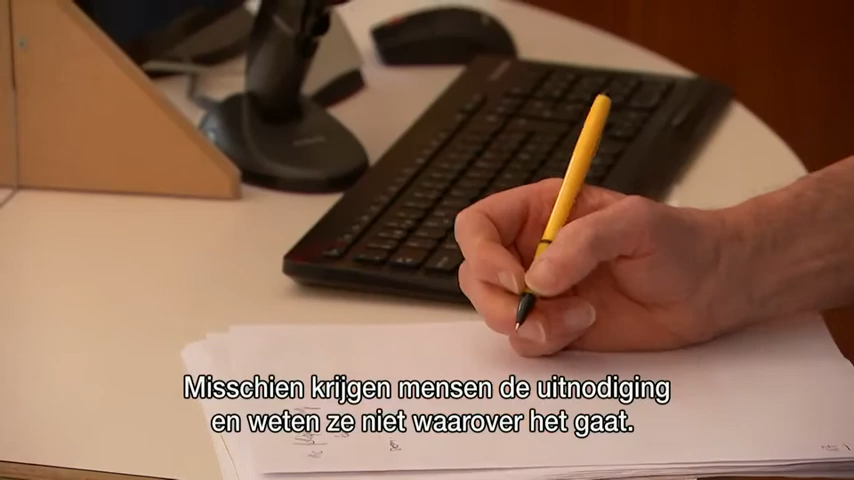 Misschien krijgen mensen de uitnodiging
en weten ze niet waarover het gaat.